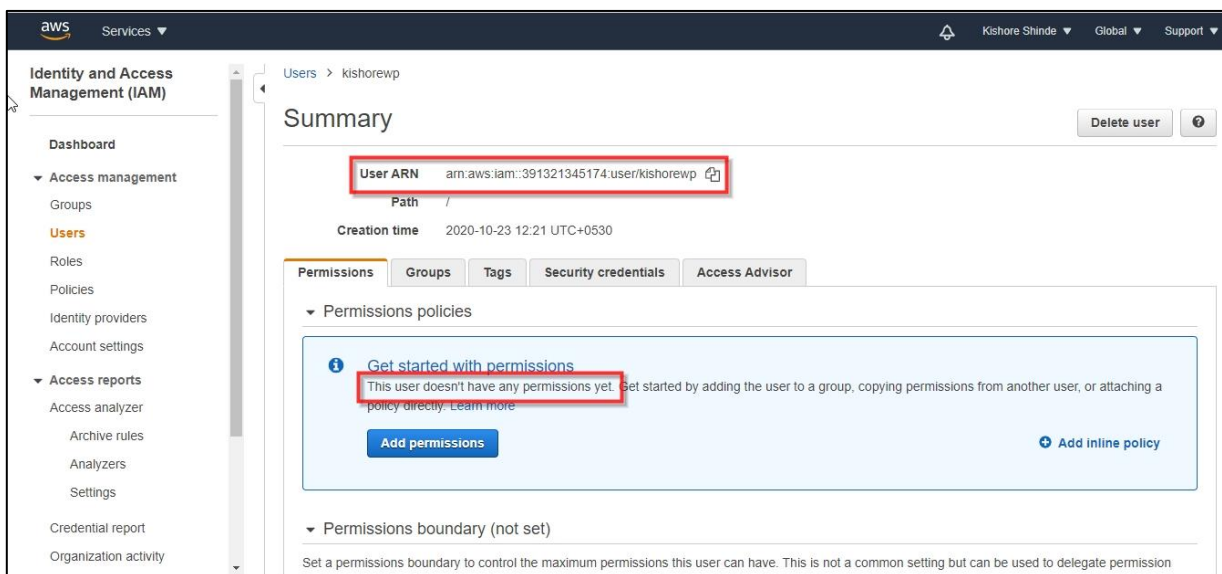 aws Services ▼ Kishore Shinde ▼ Global ▼ Support ▼
Identity and Access
Management (IAM)
Dashboard
Access management
Groups
Users
Roles
Policies
Identity providers
Account settings
Access reports
Access analyzer
Archive rules
Analyzers
Settings
Credential report
Organization activity
Users > kishorewp
Summary
Delete user
User ARN arn:aws:iam::391321345174:user/kishorewp
Path /
Creation time 2020-10-23 12:21 UTC+0530
Permissions Groups Tags Security credentials Access Advisor
Permissions policies
Get started with permissions
This user doesn't have any permissions yet. Get started by adding the user to a group, copying permissions from another user, or attaching a
policy directly. Learn more
Add permissions Add inline policy
Permissions boundary (not set)
Set a permissions boundary to control the maximum permissions this user can have. This is not a common setting but can be used to delegate permission